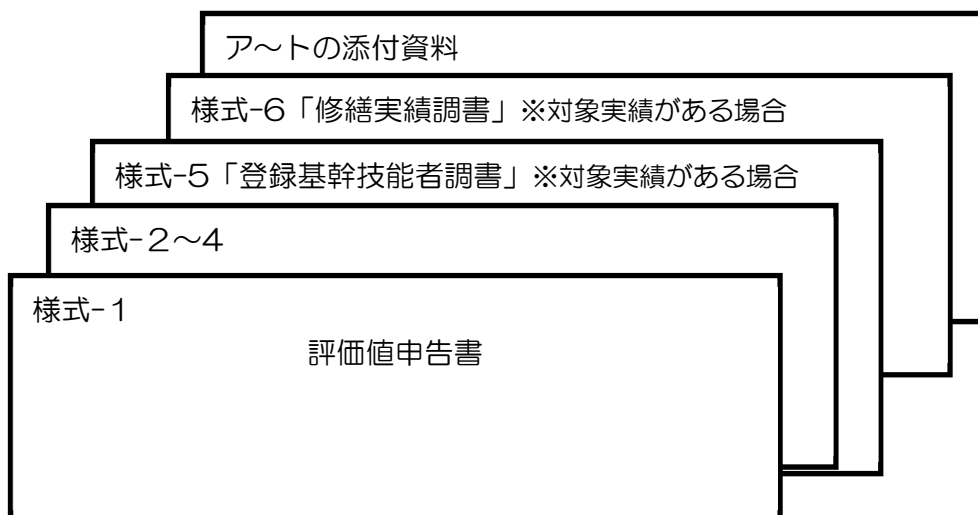 ア～トの添付資料
様式-6「修繕実績調書」※対象実績がある場合
様式-5「登録基幹技能者調書」※対象実績がある場合
様式-２～4
様式-１
評価値申告書